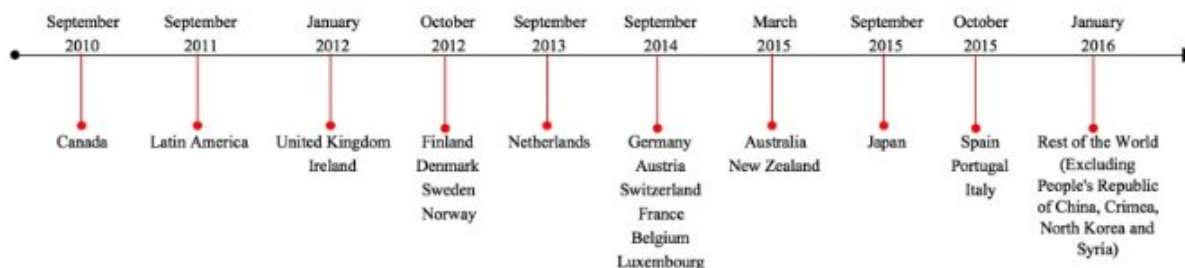 September
2010
September
2011
January
2012
October
2012
September
2013
September
2014
March
2015
September
2015
October
2015
January
2016
Canada
Latin America
United Kingdom
Ireland
Finland
Denmark
Sweden
Norway
Netherlands
Germany
Austria
Switzerland
France
Belgium
Luxembourg
Australia
New Zealand
Japan
Spain
Portugal
Italy
Rest of the World
(Excluding
People's Republic
of China, Crimea,
North Korea and
Syria)